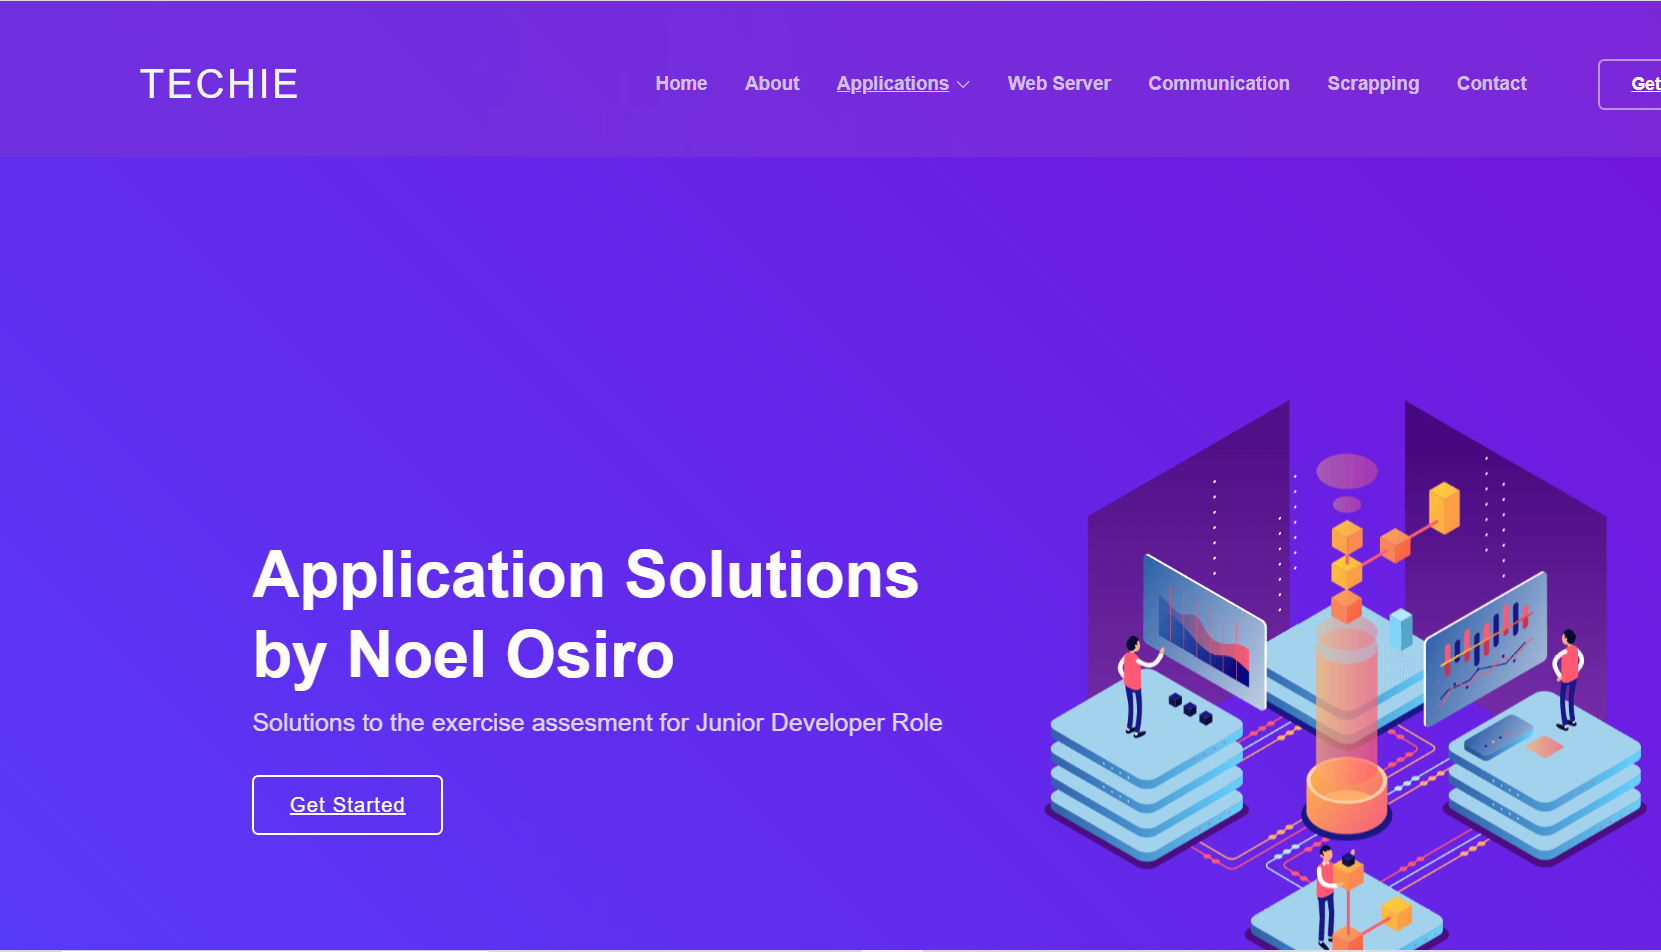 TECHIE
Home About Applications Web Server Communication Scrapping Contact Get
Application Solutions
by Noel Osiro
Solutions to the exercise assesment for Junior Developer Role
Get Started